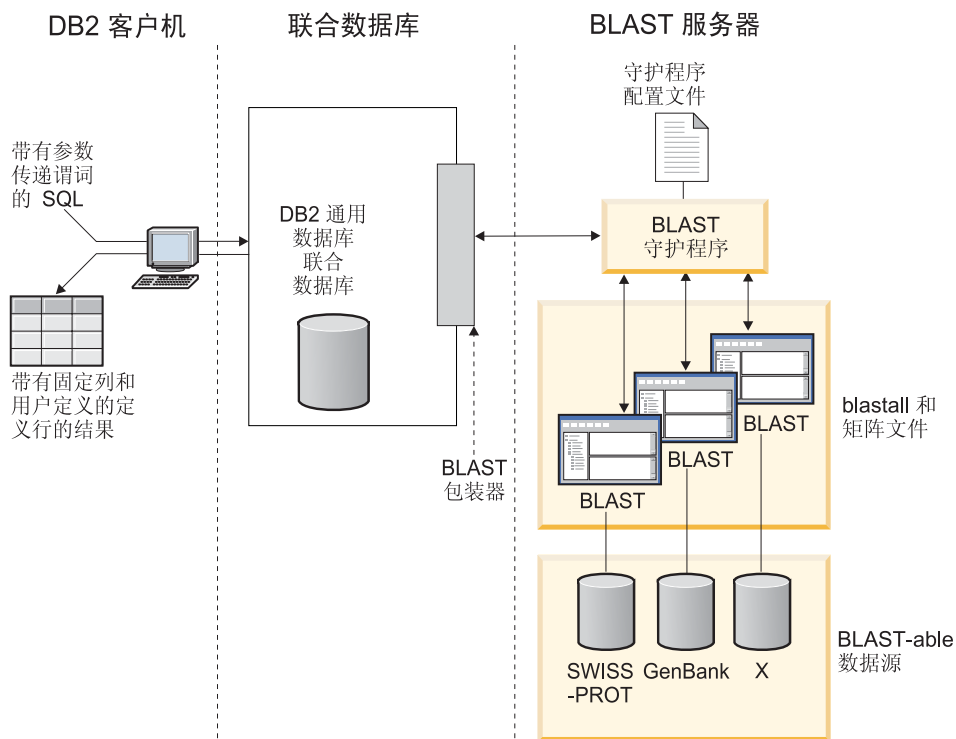 DB2 客户机
联合数据库
BLAST 服务器
守护程序
配置文件
带有参数
传递谓词
的 SQL
DB2 通用
数据库
联合
数据库
BLAST
守护程序
带有固定列和
用户定义的定
义行的结果
BLAST
包装器
BLAST
BLAST
BLAST
blastall 和
矩阵文件
SWISS
-PROT
GenBank
X
BLAST-able
数据源